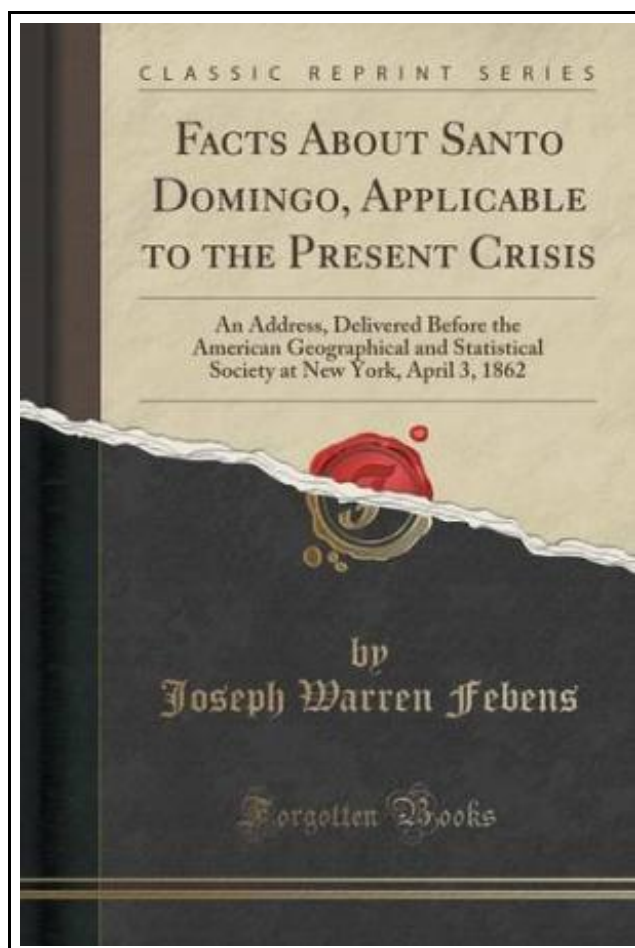 CLASSIC REPRINT SERIES
FACTS ABOUT SANTO
DOMINGO, APPLICABLE
TO THE PRESENT CRISIS
An Address, Delivered Before the
American Geographical and Statistical
Society at New York, April 3, 1862
F
by
Joseph Warren Febens
Forgotten Books